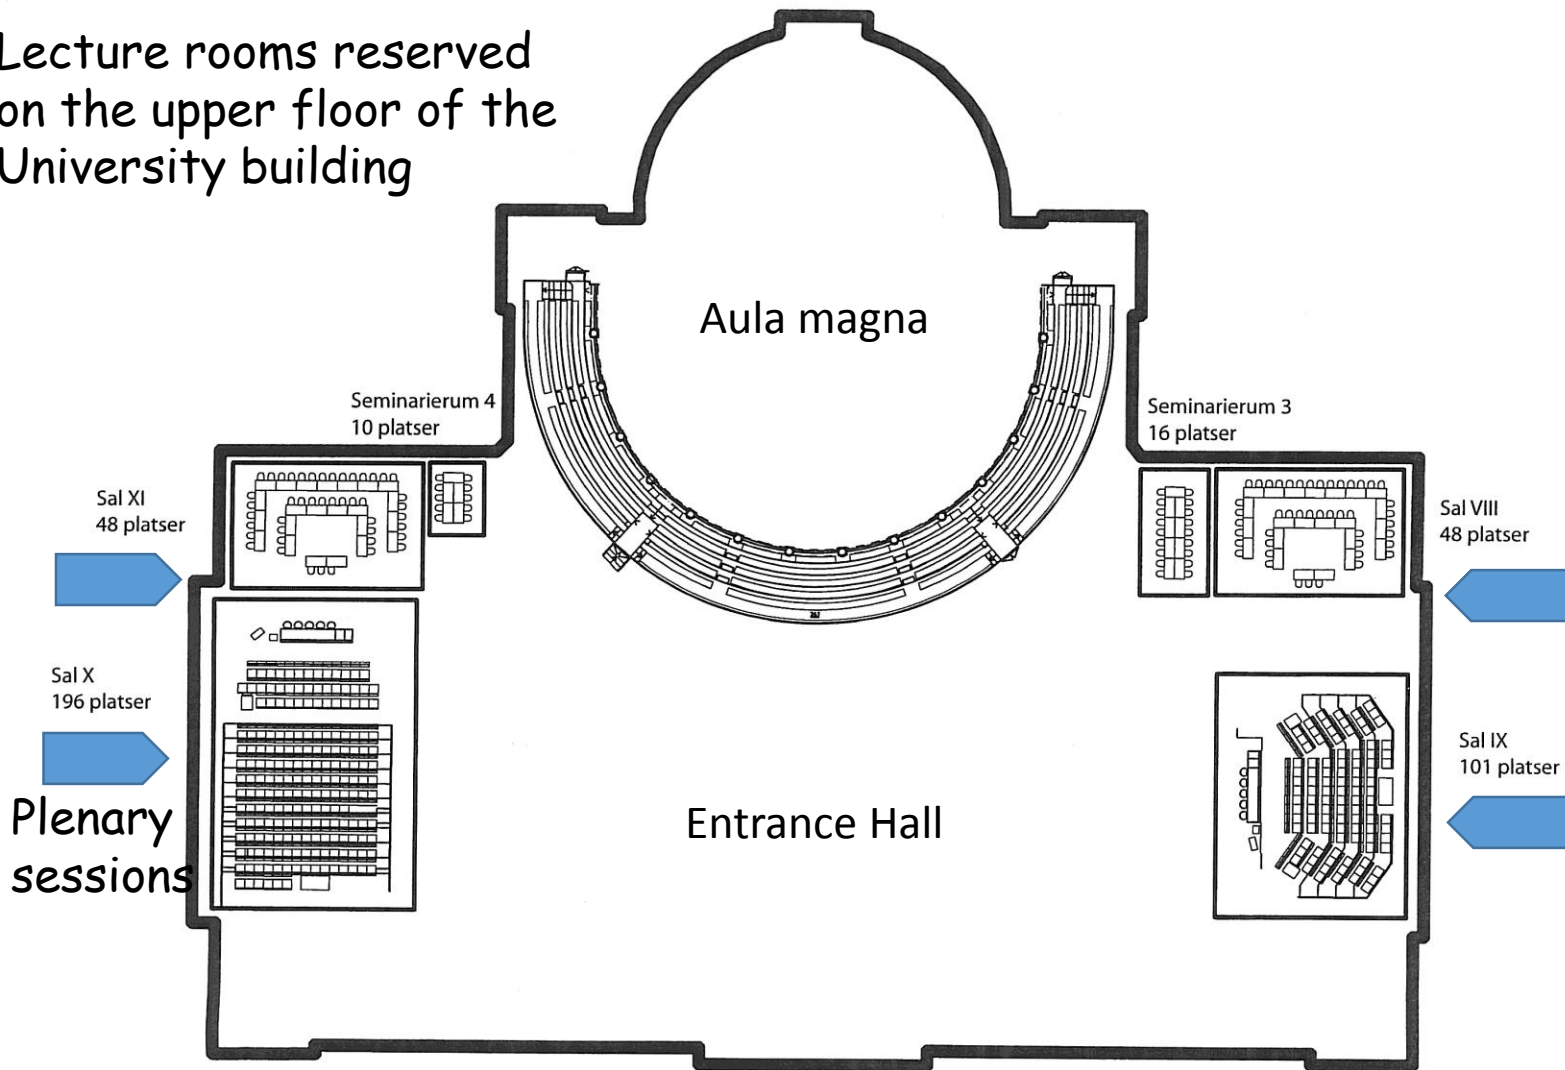 Lecture rooms reserved
on the upper floor of the
University building
Aula magna
Seminarierum 4
10 platser
Seminarierum 3
16 platser
Sal XI
48 platser
Sal VIII
48 platser
Sal X
196 platser
Sal IX
101 platser
Plenary
sessions
Entrance Hall